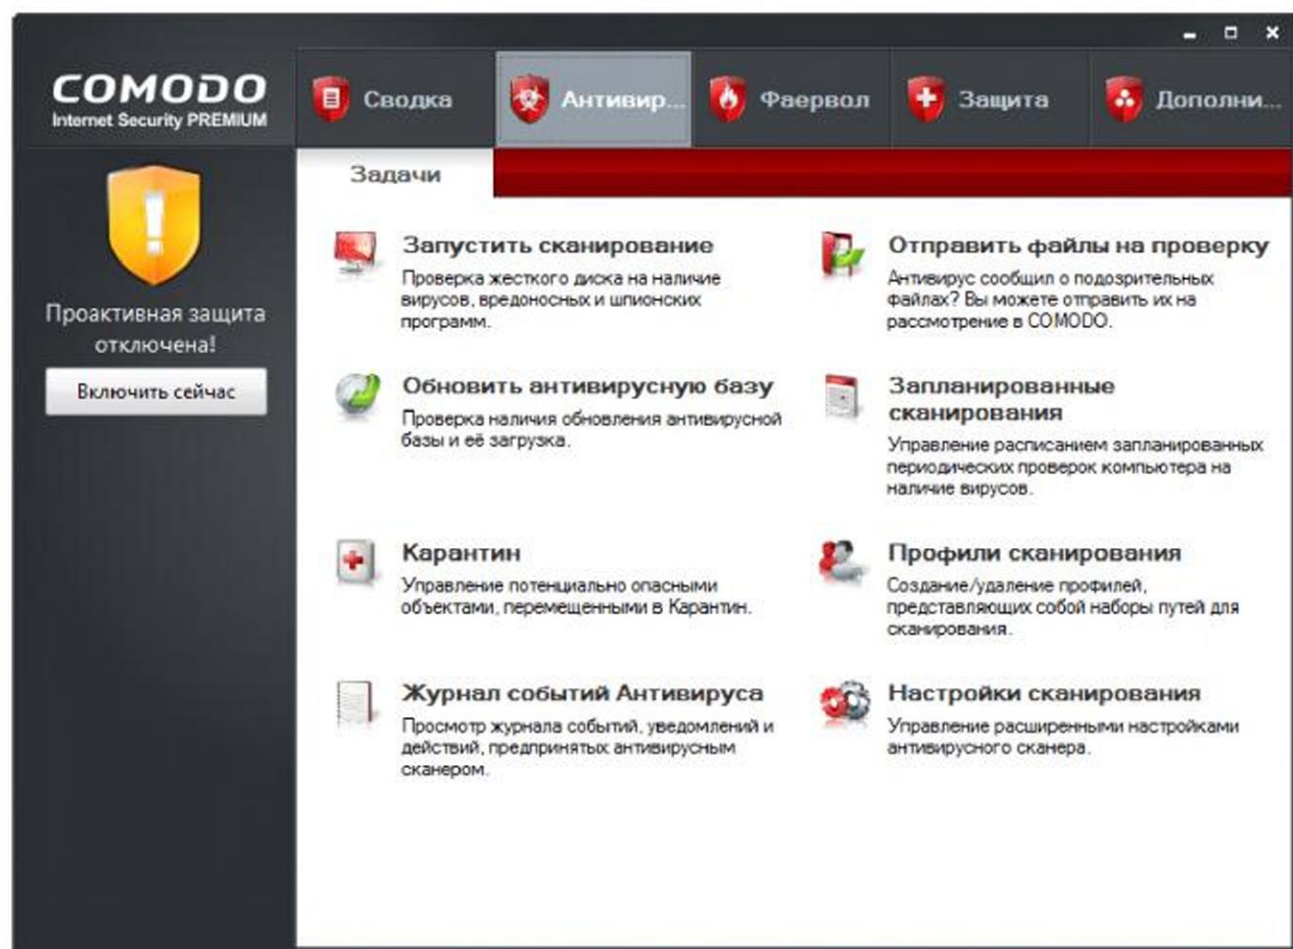 COMODO
Internet Security PREMIUM
Сводка
Антивир...
Фаервол
Защита
Дополни...
Проактивная защита
отключена!
Включить сейчас
Задачи
Запустить сканирование
Проверка жесткого диска на наличие
вирусов, вредоносных и шпионских
программ.
Отправить файлы на проверку
Антивирус сообщил о подозрительных
файлах? Вы можете отправить их на
рассмотрение в COMODO.
Обновить антивирусную базу
Проверка наличия обновления антивирусной
базы и её загрузка.
Запланированные
сканирования
Управление расписанием запланированных
периодических проверок компьютера на
наличие вирусов.
Карантин
Управление потенциально опасными
объектами, перемещенными в Карантин.
Профили сканирования
Создание/удаление профилей,
представляющих собой наборы путей для
сканирования.
Журнал событий Антивируса
Просмотр журнала событий, уведомлений и
действий, предпринятых антивирусным
сканером.
Настройки сканирования
Управление расширенными настройками
антивирусного сканера.